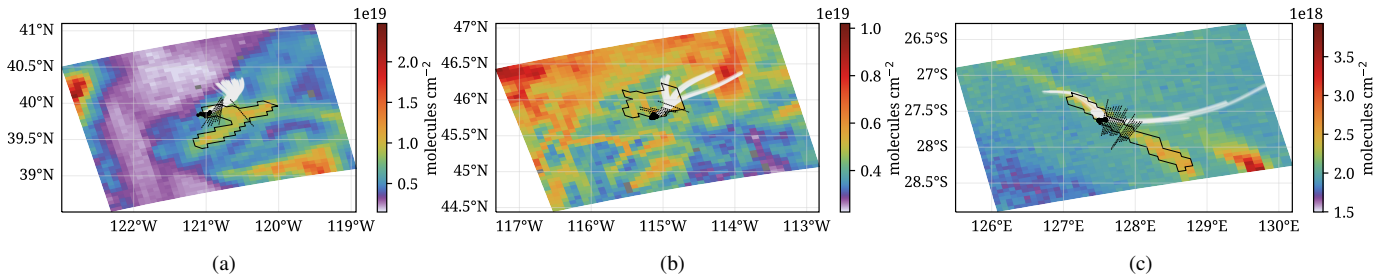 1e19
41°N
40.5°N
40°N
39.5°N
39°N
122°W 121°W 120°W 119°W
2.0
1.5
1.0
0.5
molecules cm⁻²
(a)
1e19
47°N
46.5°N
46°N
45.5°N
45°N
44.5°N
117°W 116°W 115°W 114°W 113°W
1.0
0.8
0.6
0.4
molecules cm⁻²
(b)
1e18
26.5°S
27°S
27.5°S
28°S
28.5°S
126°E 127°E 128°E 129°E 130°E
3.5
3.0
2.5
2.0
1.5
molecules cm⁻²
(c)